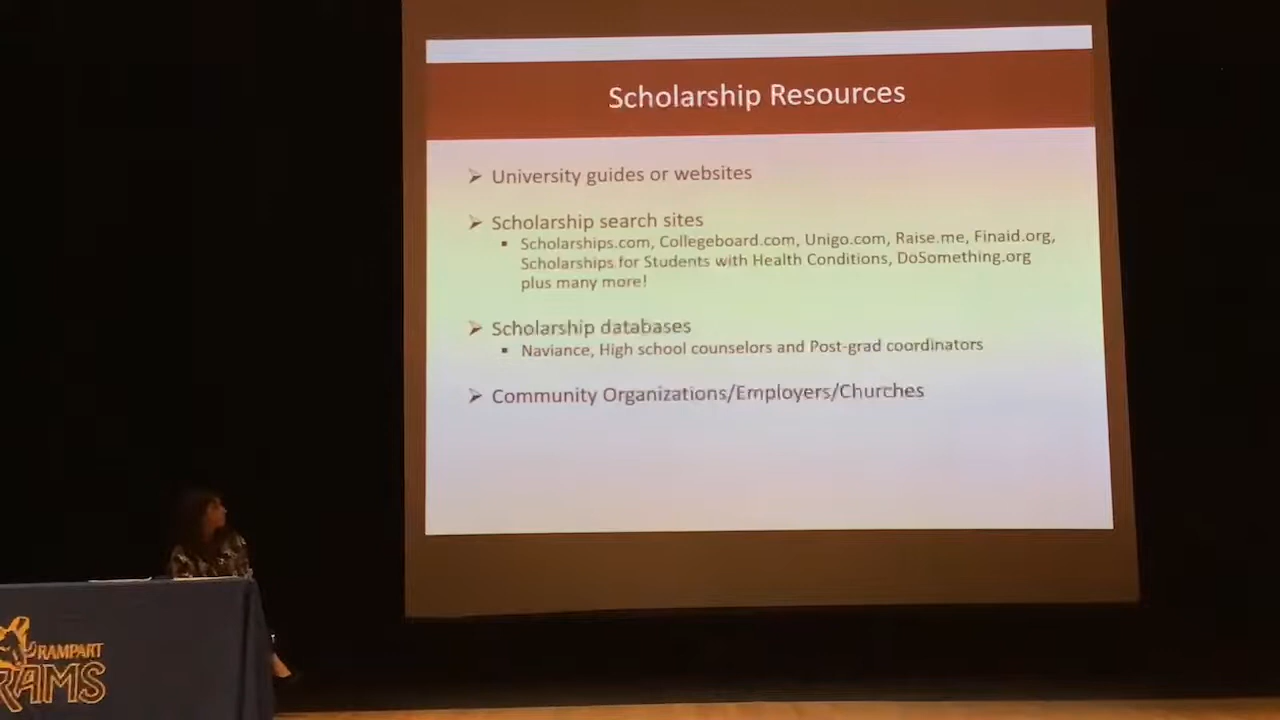 Scholarship Resources
➢ University guides or websites
➢ Scholarship search sites
▪ Scholarships.com, Collegeboard.com, Unigo.com, Raise.me, Finaid.org,
Scholarships for Students with Health Conditions, DoSomething.org
plus many more!
➢ Scholarship databases
▪ Naviance, High school counselors and Post-grad coordinators
➢ Community Organizations/Employers/Churches
RAMPART
RAMS